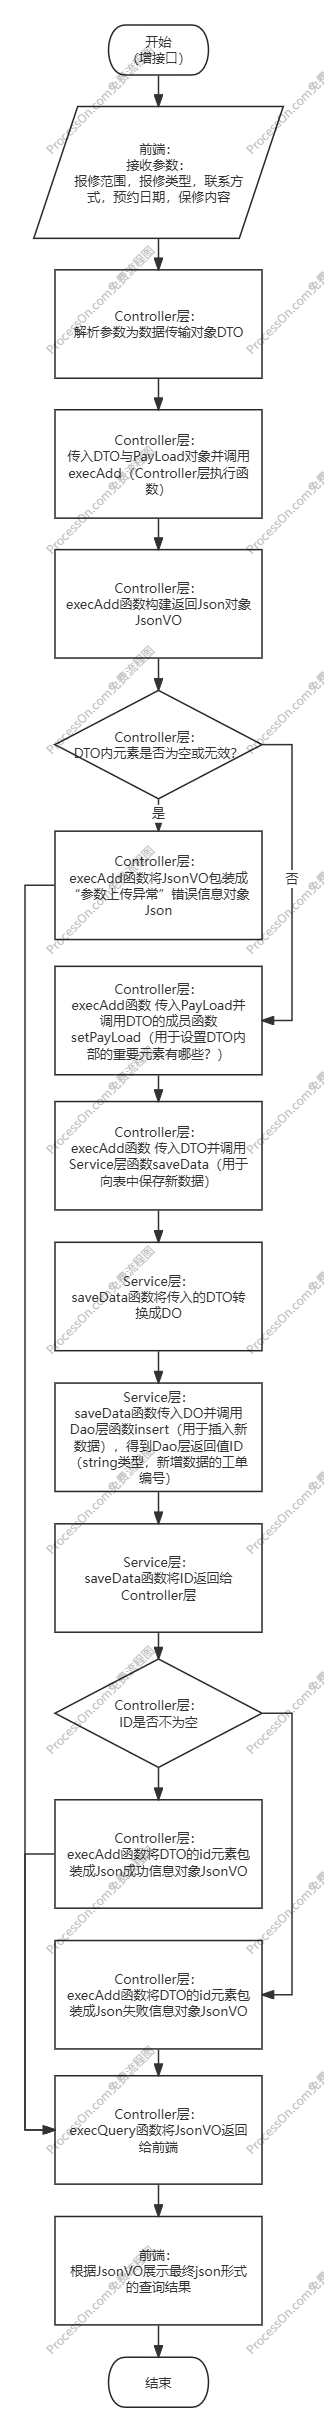 开始
（增接口）
前端：
接收参数：
报修范围，报修类型，联系方
式，预约日期，保修内容
Controller层：
解析参数为数据传输对象DTO
Controller层：
传入DTO与PayLoad对象并调用
execAdd（Controller层执行函
数）
Controller层：
execAdd函数构建返回Json对象
JsonVO
Controller层：
DTO内元素是否为空或无效？
是
否
Controller层：
execAdd函数将JsonVO包装成
“参数上传异常”错误信息对象
Json
Controller层：
execAdd函数 传入PayLoad并
调用DTO的成员函数
setPayLoad（用于设置DTO内
部的重要元素有哪些？）
Controller层：
execAdd函数 传入DTO并调用
Service层函数saveData（用于
向表中保存新数据）
Service层：
saveData函数将传入的DTO转
换成DO
Service层：
saveData函数传入DO并调用
Dao层函数insert（用于插入新
数据），得到Dao层返回值ID
（string类型，新增数据的工单
编号）
Service层：
saveData函数将ID返回给
Controller层
Controller层：
ID是否不为空
Controller层：
execAdd函数将DTO的id元素包
装成Json成功信息对象JsonVO
Controller层：
execAdd函数将DTO的id元素包
装成Json失败信息对象JsonVO
Controller层：
execQuery函数将JsonVO返回
给前端
前端：
根据JsonVO展示最终json形式
的查询结果
结束
ProcessOn.com免费流程图